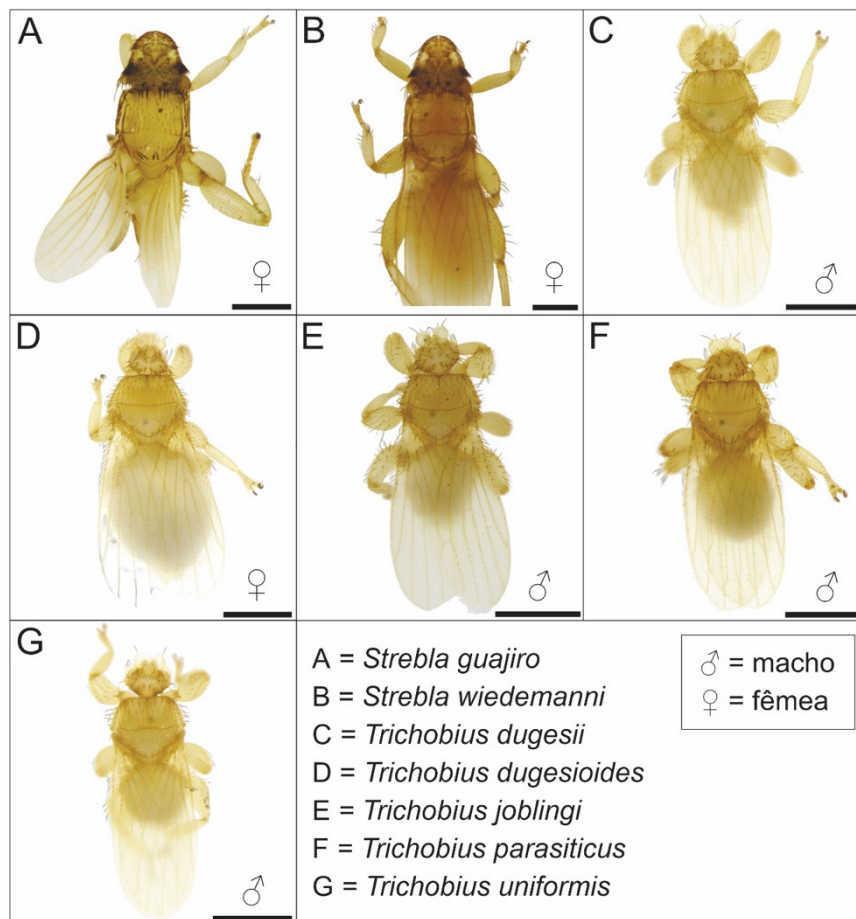 A
B
C
♀
♀
♂
D
E
F
♀
♂
♂
G
♂
A = Strebla guajiro
B = Strebla wiedemanni
C = Trichobius dugesii
D = Trichobius dugesioides
E = Trichobius joblingi
F = Trichobius parasiticus
G = Trichobius uniformis
♂ = macho
♀ = fêmea